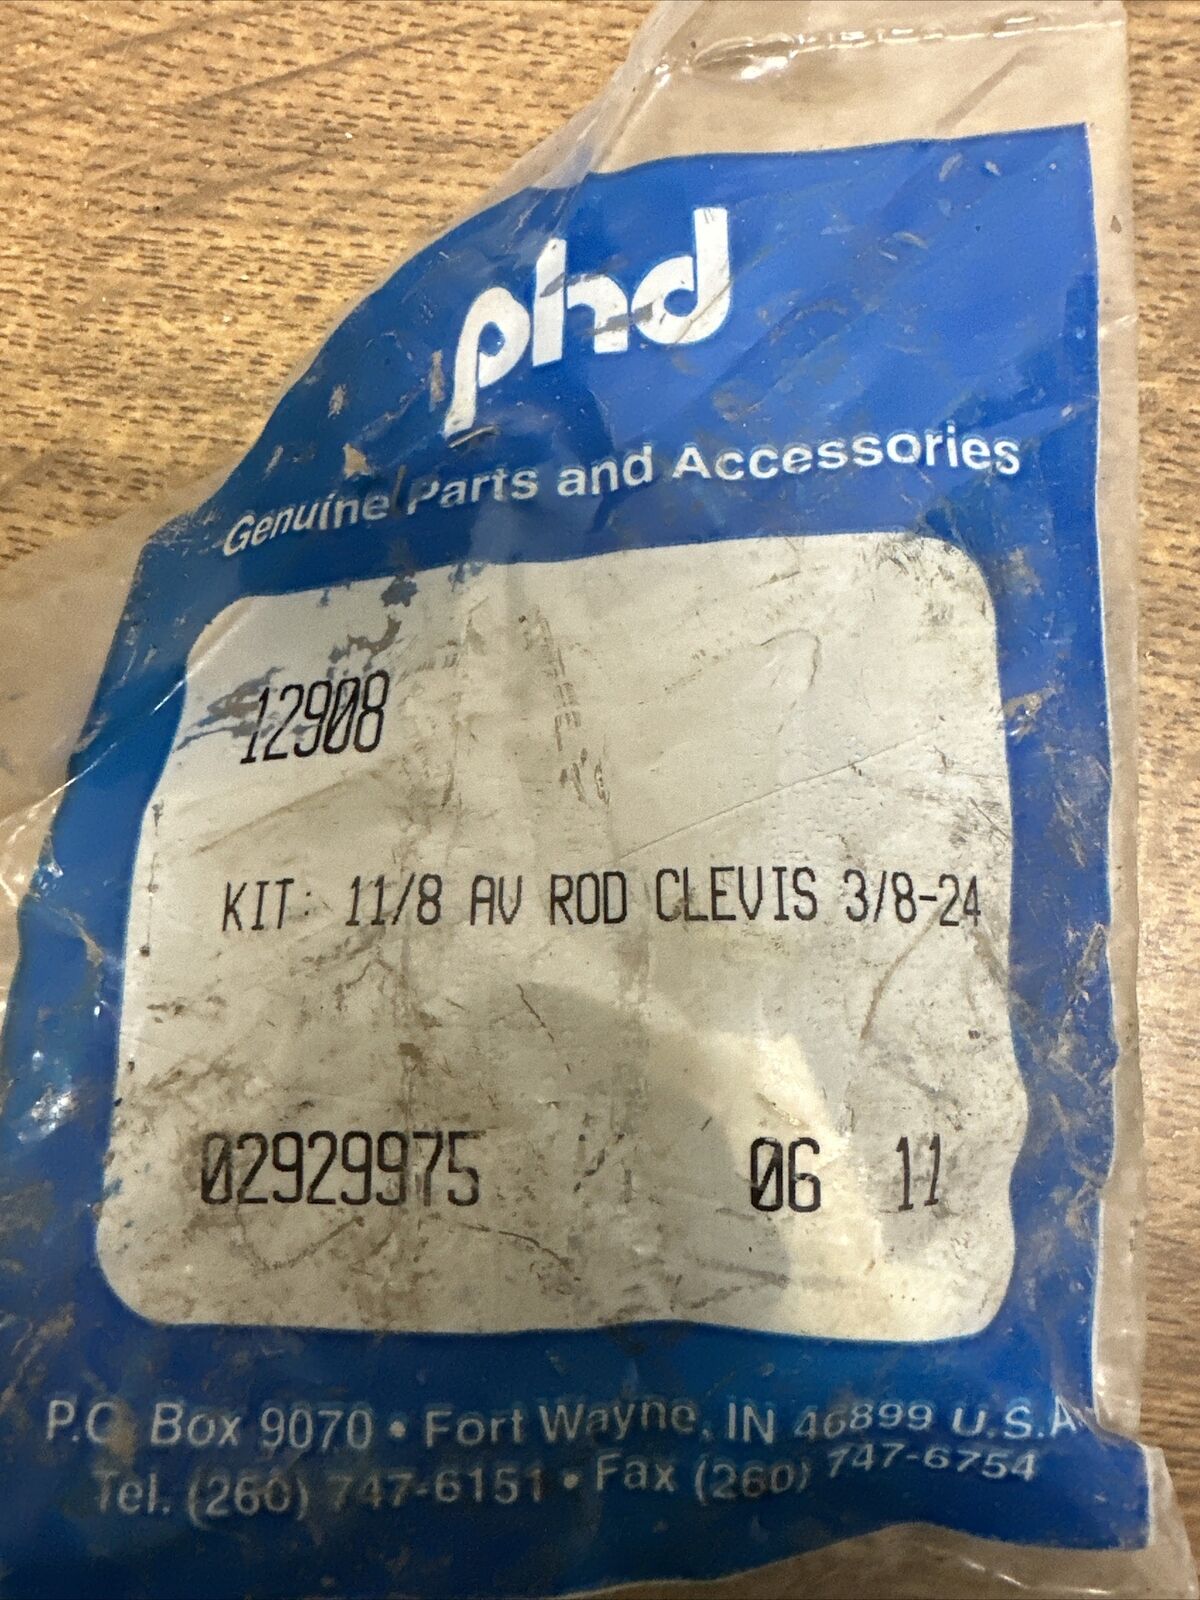 phd
Genuine Parts and Accessories
12908
KIT: 11/8 AV ROD CLEVIS 3/8-24
02929975 06 11
P.O. Box 9070 • Fort Wayne, IN 46899 U.S.A.
Tel. (260) 747-6151 • Fax (260) 747-6754